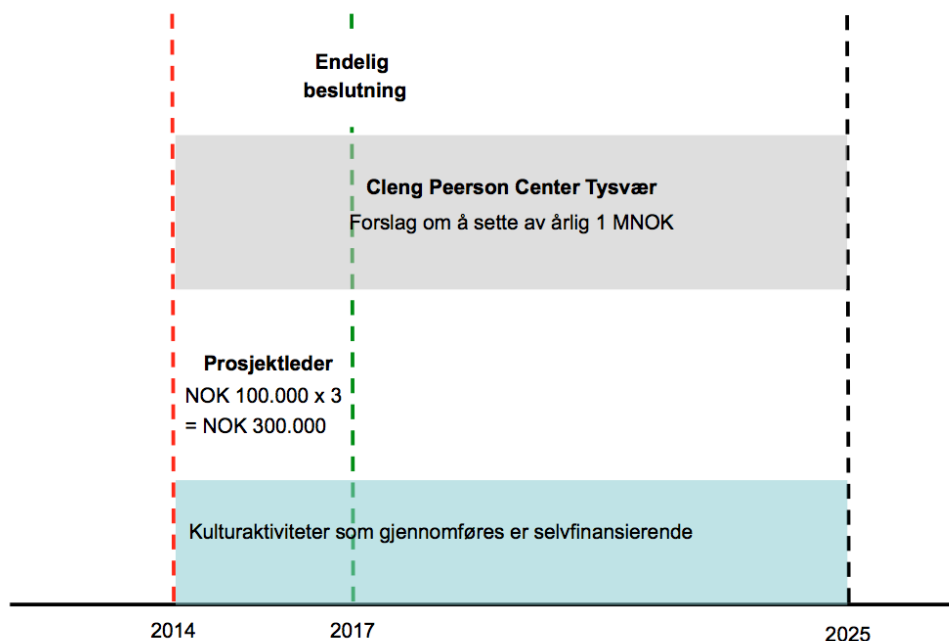 Endelig
beslutning
Cleng Peerson Center Tysvær
Forslag om å sette av årlig 1 MNOK
Prosjektleder
NOK 100.000 x 3
= NOK 300.000
Kulturaktiviteter som gjennomføres er selvfinansierende
2014
2017
2025